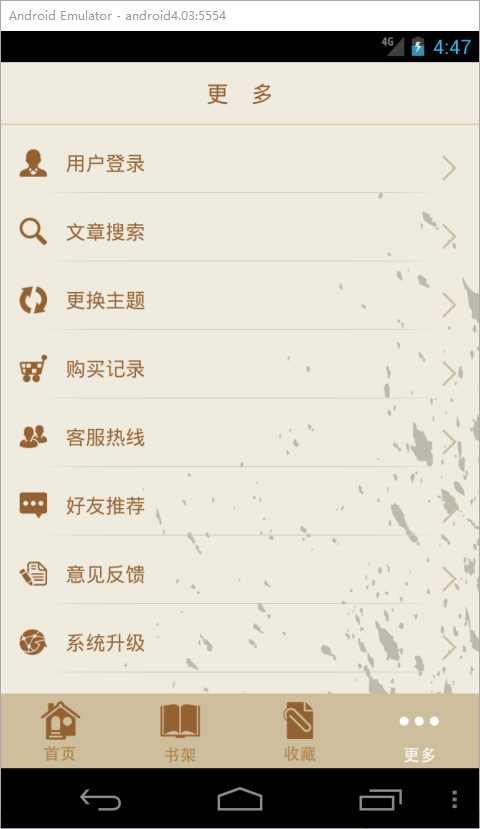 Android Emulator - android4.03:5554
4G 4:47
更 多
用户登录
文章搜索
更换主题
购买记录
客服热线
好友推荐
意见反馈
系统升级
首页 书架 收藏 更多